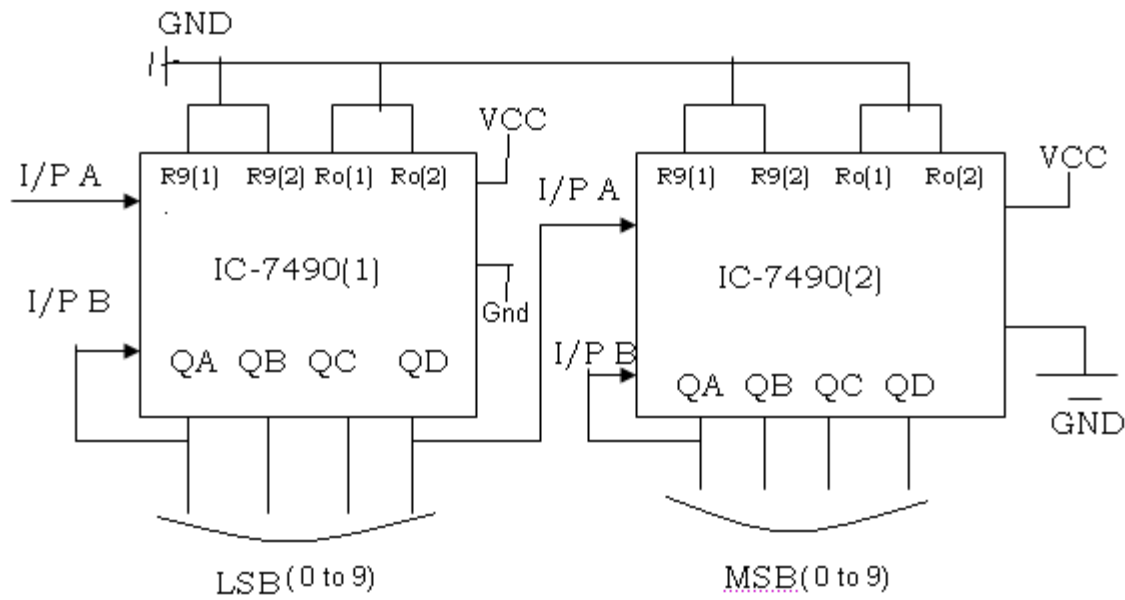 GND
VCC
R9(1) R9(2) Ro(1) Ro(2)
I/P A
IC-7490(1)
I/P B
Gnd
QA QB QC QD
LSB(0 to 9)
VCC
R9(1) R9(2) Ro(1) Ro(2)
I/P A
IC-7490(2)
I/P B
QA QB QC QD
GND
MSB(0 to 9)